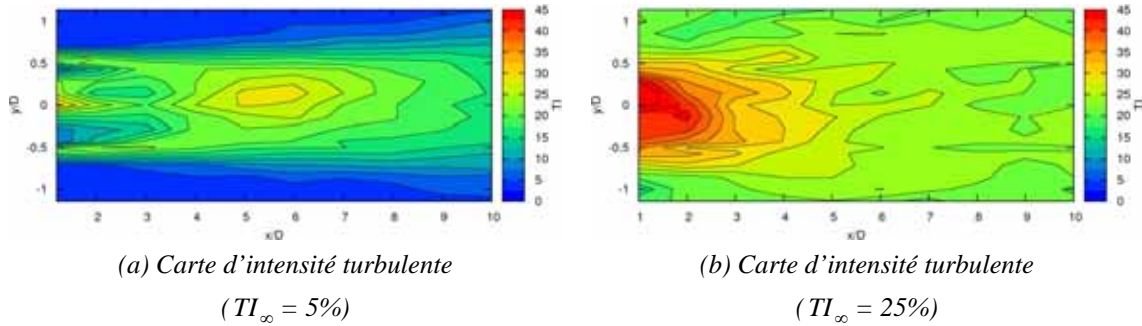 1
0.5
0
-0.5
-1
y/D
2 3 4 5 6 7 8 9 10
x/D
45
40
35
30
25
20
15
10
5
0
TI
(a) Carte d'intensité turbulente
(TI∞ = 5%)
1
0.5
0
-0.5
-1
y/D
1 2 3 4 5 6 7 8 9 10
x/D
45
40
35
30
25
20
15
10
5
0
TI
(b) Carte d'intensité turbulente
(TI∞ = 25%)